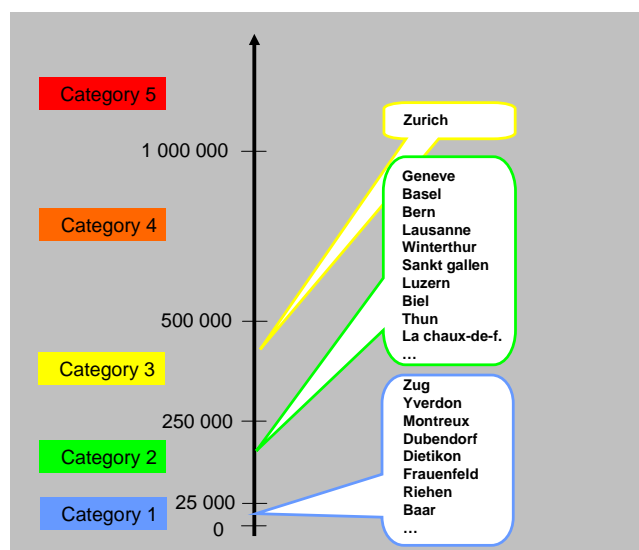 Category 5
1 000 000
Category 4
500 000
Category 3
250 000
Category 2
25 000
Category 1
0
Zurich
Geneve
Basel
Bern
Lausanne
Winterthur
Sankt gallen
Luzern
Biel
Thun
La chaux-de-f.
...
Zug
Yverdon
Montreux
Dubendorf
Dietikon
Frauenfeld
Riehen
Baar
...